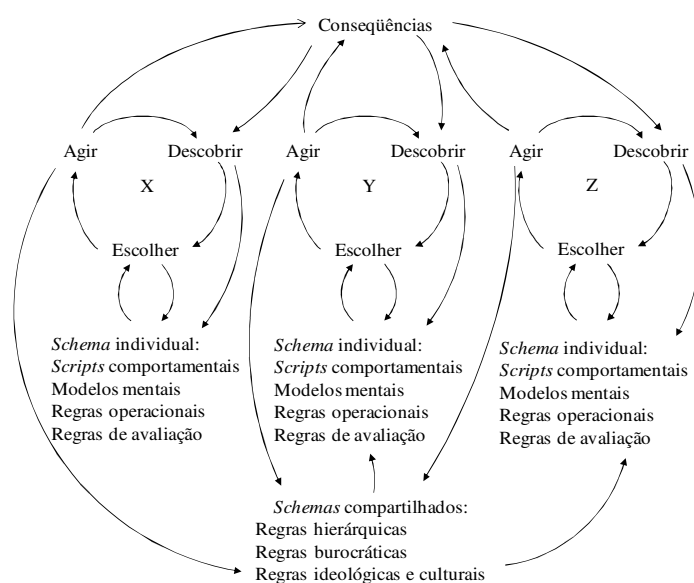 Conseqüências
Agir Descobrir Agir Descobrir Agir Descobrir
X Y Z
Escolher Escolher Escolher
Schema individual:
Scripts comportamentais
Modelos mentais
Regras operacionais
Regras de avaliação
Schema individual:
Scripts comportamentais
Modelos mentais
Regras operacionais
Regras de avaliação
Schema individual:
Scripts comportamentais
Modelos mentais
Regras operacionais
Regras de avaliação
Schemas compartilhados:
Regras hierárquicas
Regras burocráticas
Regras ideológicas e culturais